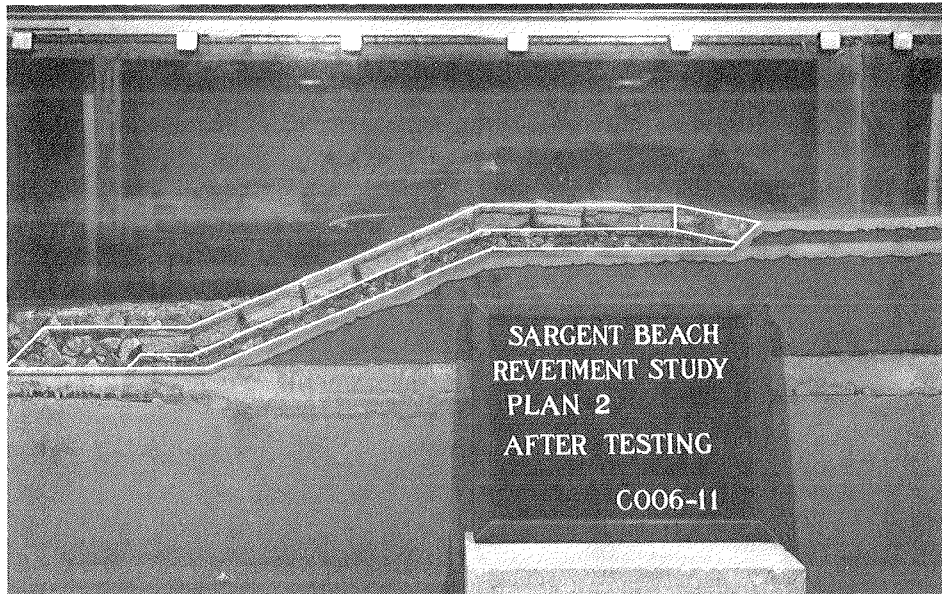 SARGENT BEACH
REVETMENT STUDY
PLAN 2
AFTER TESTING
C006-11